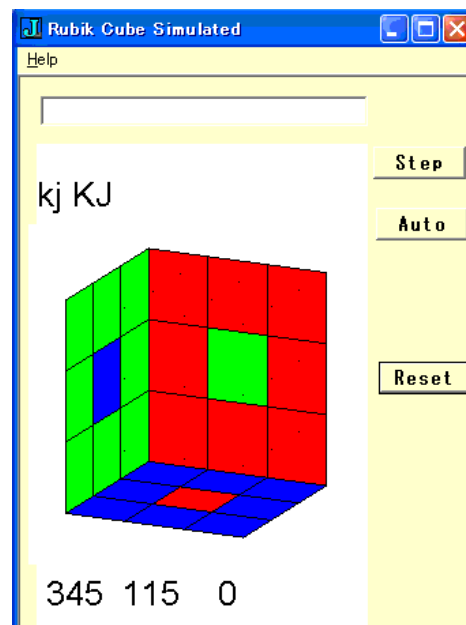 Rubik Cube Simulated
Help
Step
kj KJ
Auto
Reset
345 115 0